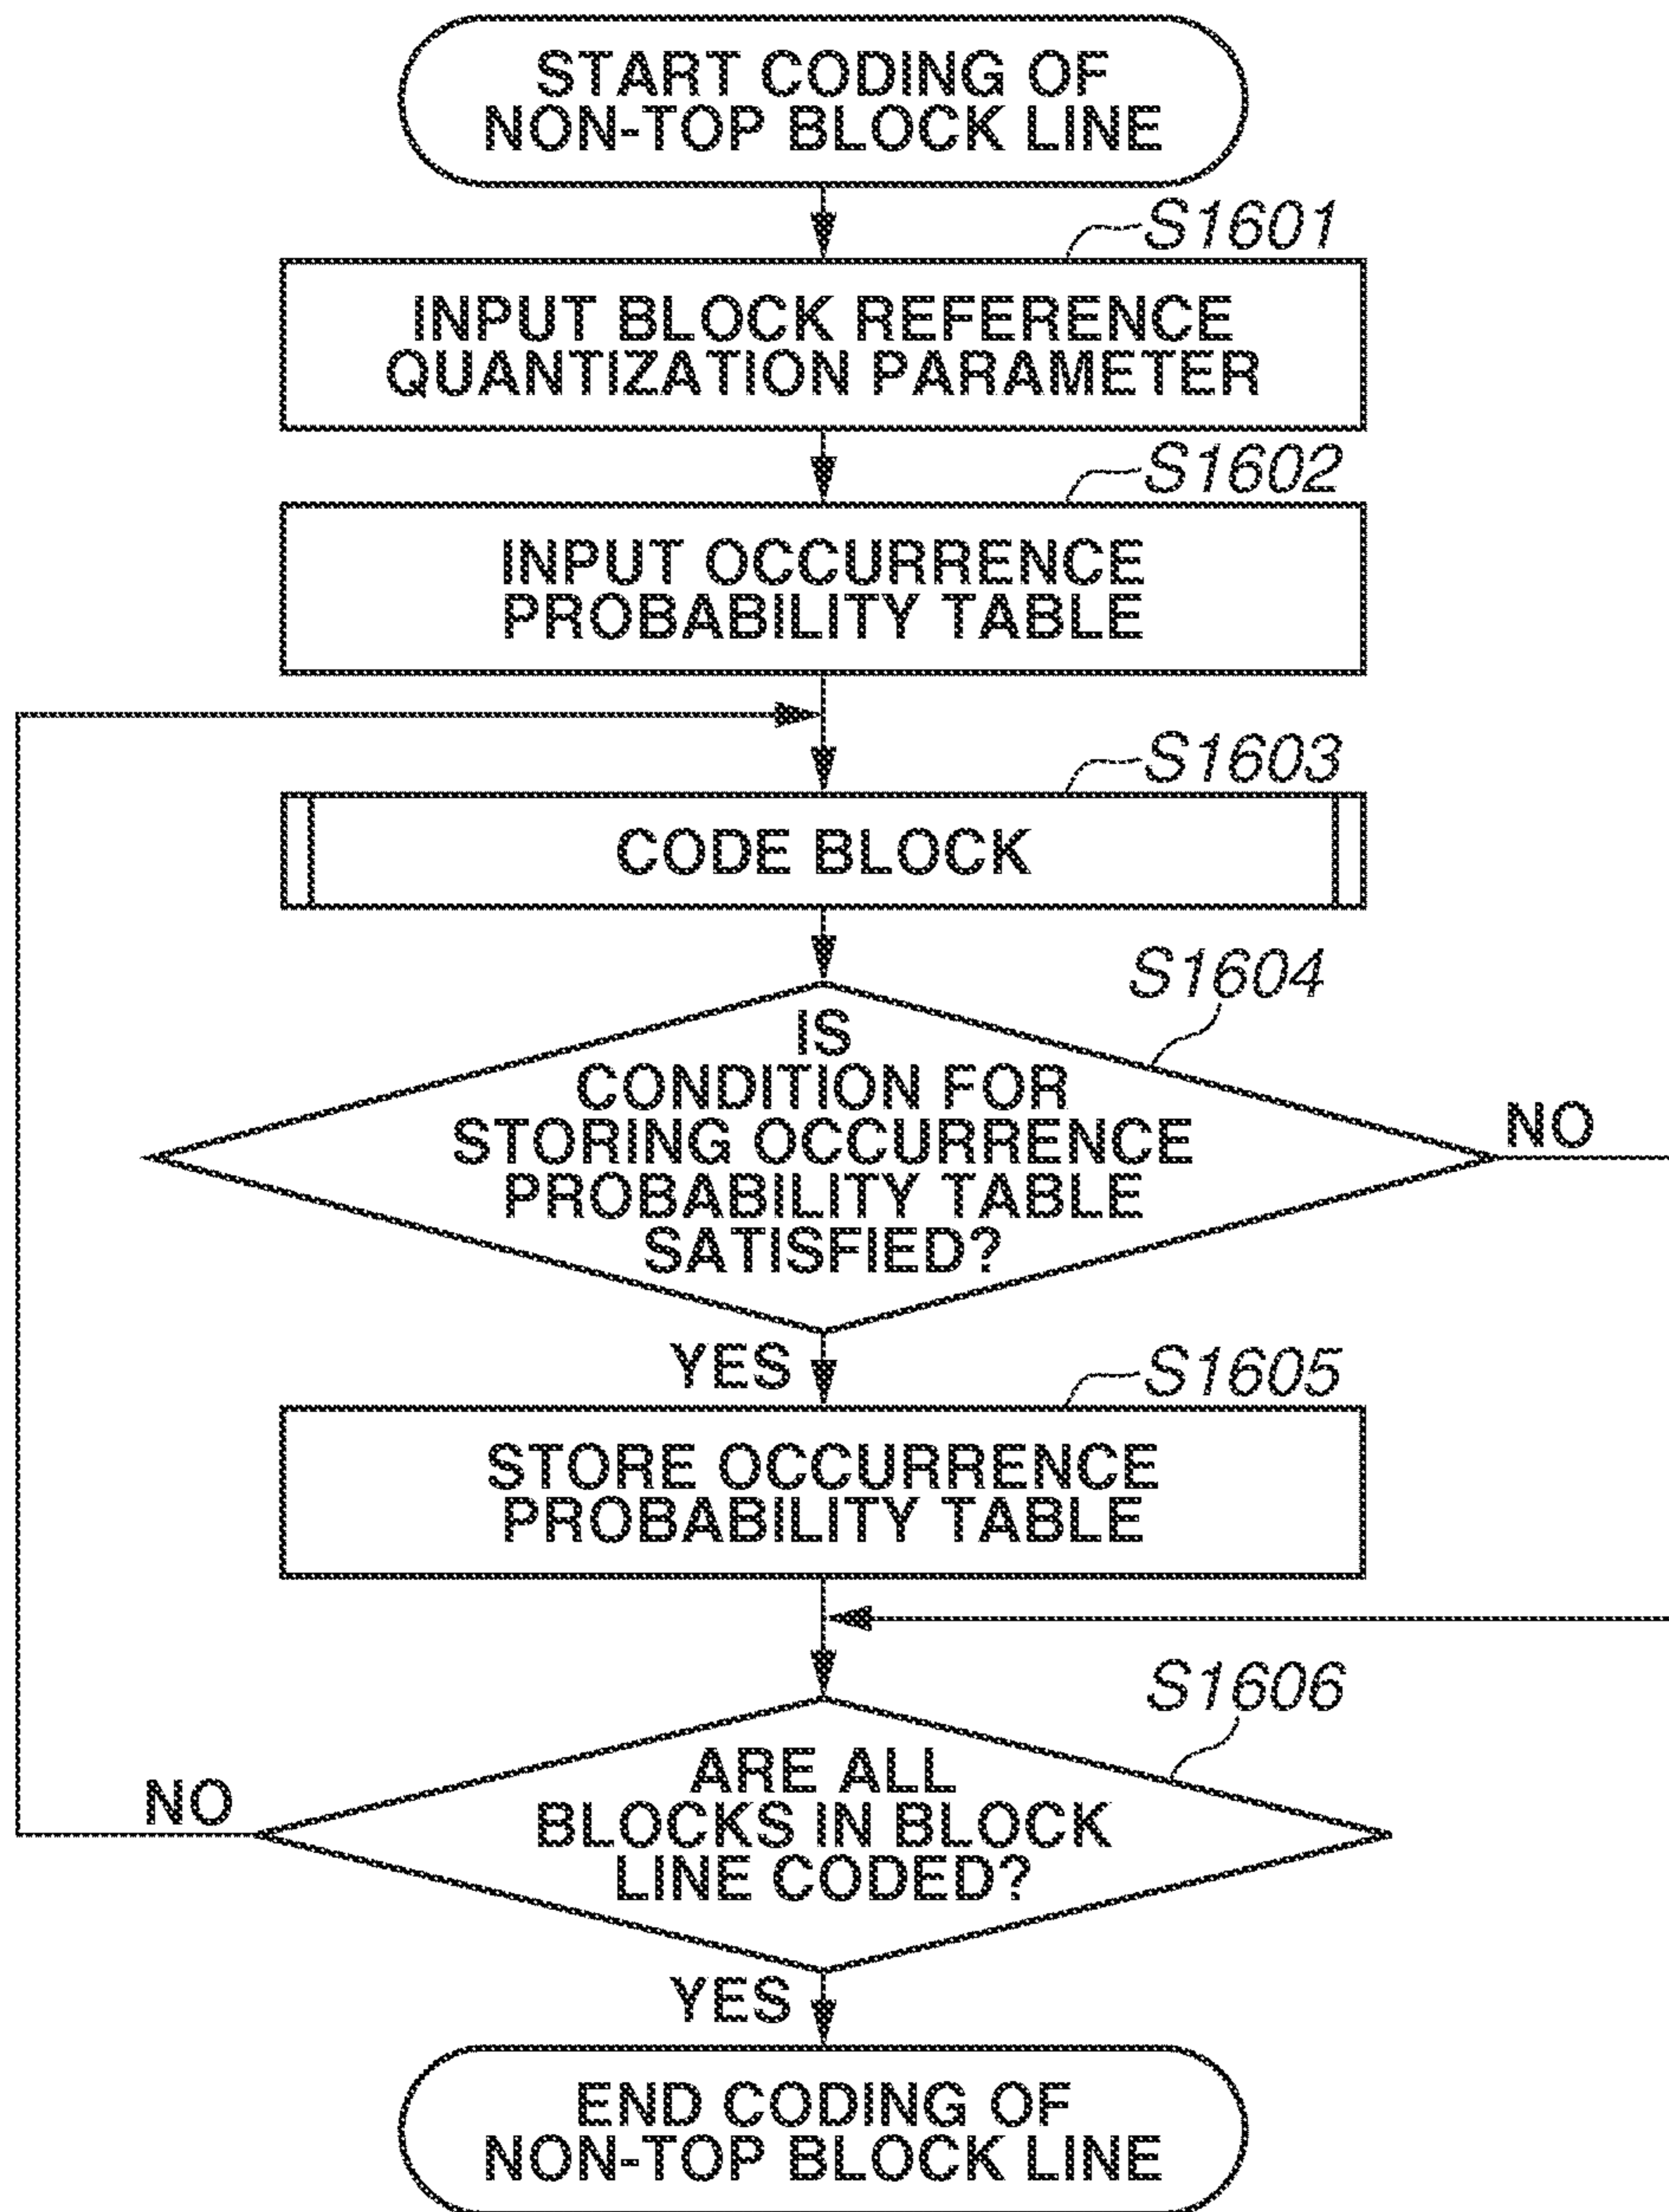 START CODING OF
NON-TOP BLOCK LINE
S1601
INPUT BLOCK REFERENCE
QUANTIZATION PARAMETER
S1602
INPUT OCCURRENCE
PROBABILITY TABLE
S1603
CODE BLOCK
S1604
IS
CONDITION FOR
STORING OCCURRENCE
PROBABILITY TABLE
SATISFIED?
NO
YES
S1605
STORE OCCURRENCE
PROBABILITY TABLE
S1606
ARE ALL
BLOCKS IN BLOCK
LINE CODED?
NO
YES
END CODING OF
NON-TOP BLOCK LINE